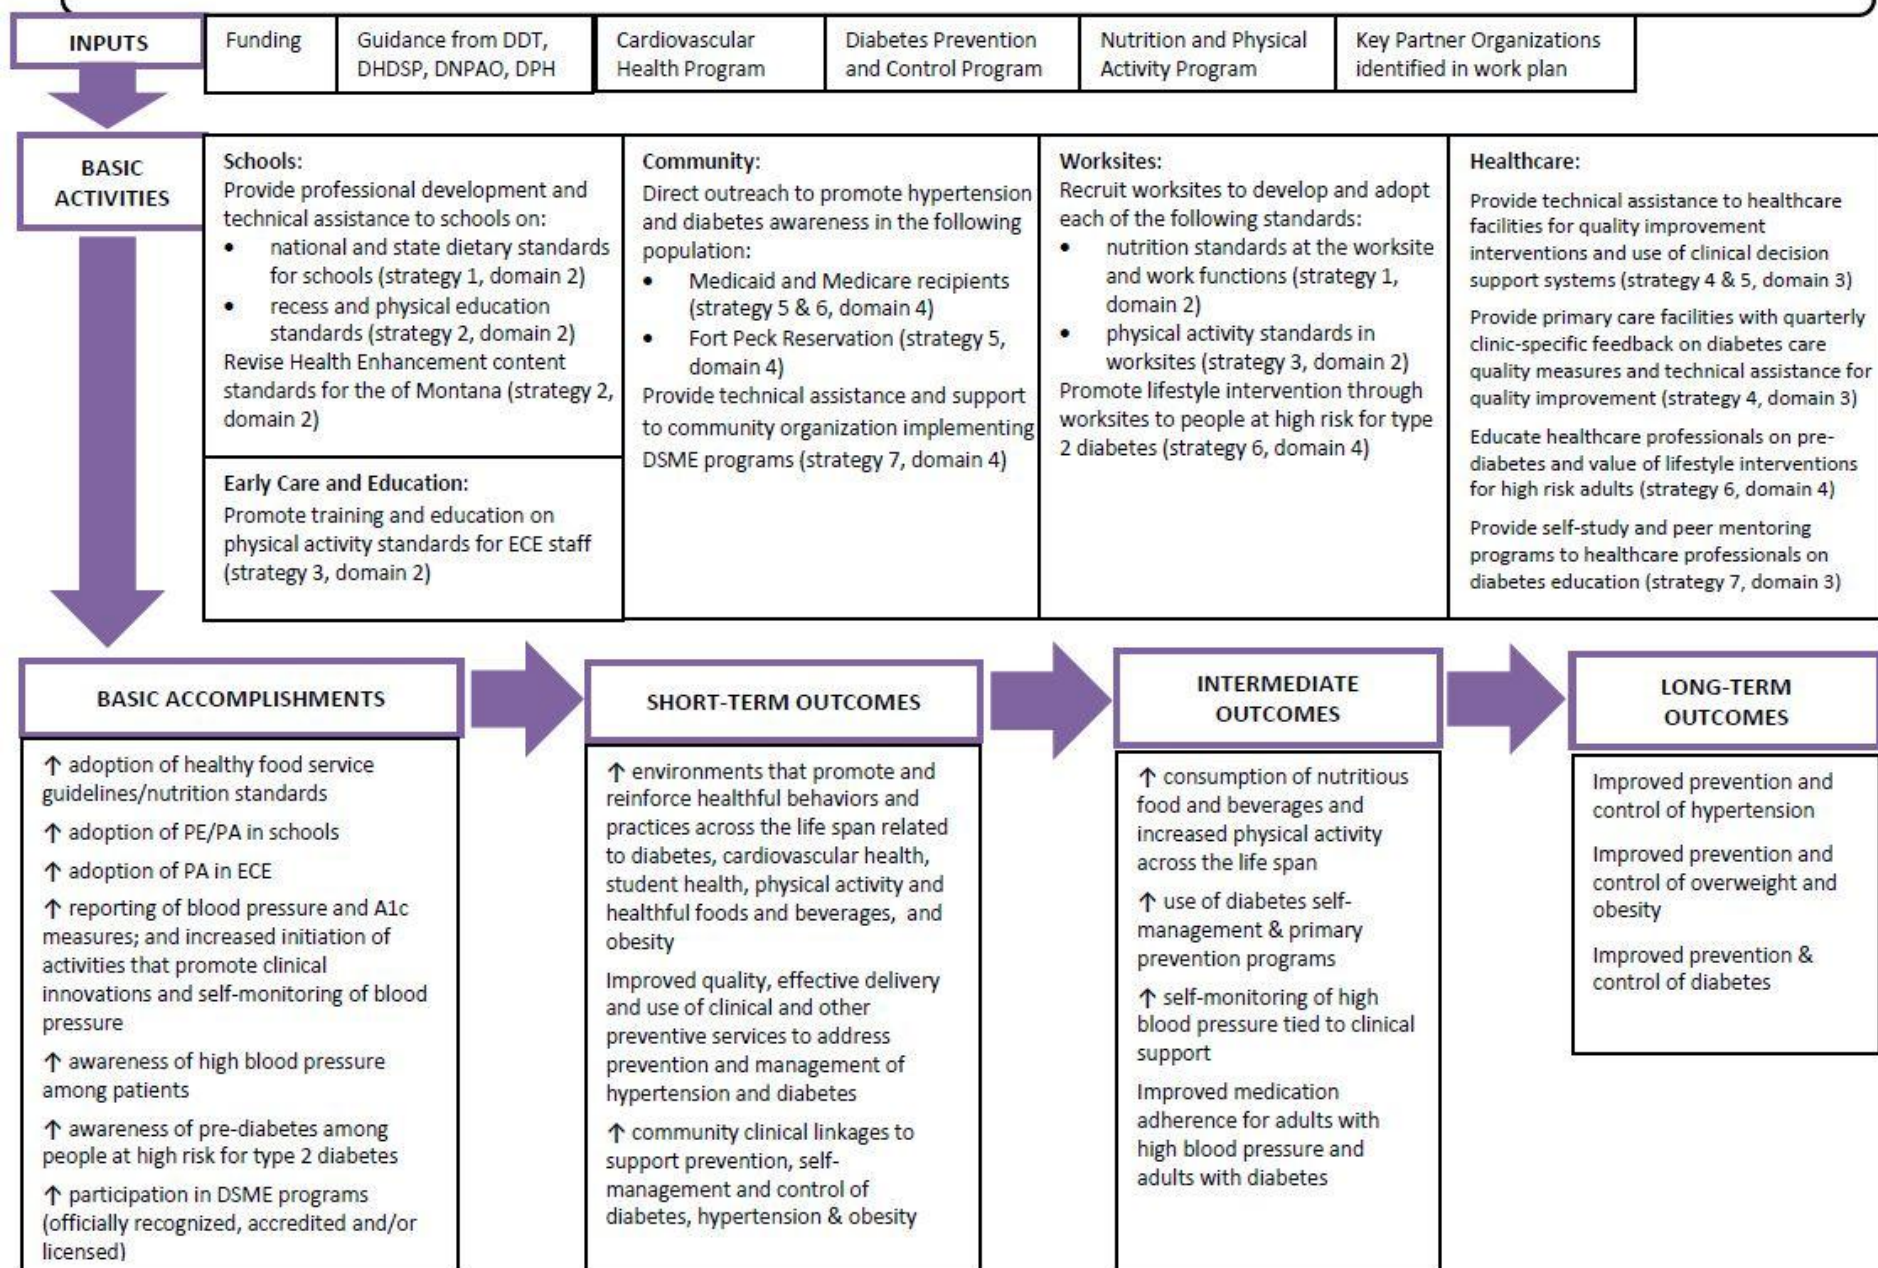 INPUTS
Funding
Guidance from DDT,
DHDSP, DNPAO, DPH
Cardiovascular
Health Program
Diabetes Prevention
and Control Program
Nutrition and Physical
Activity Program
Key Partner Organizations
identified in work plan
BASIC
ACTIVITIES
Schools:
Provide professional development and
technical assistance to schools on:
• national and state dietary standards
for schools (strategy 1, domain 2)
• recess and physical education
standards (strategy 2, domain 2)
Revise Health Enhancement content
standards for the of Montana (strategy 2,
domain 2)
Early Care and Education:
Promote training and education on
physical activity standards for ECE staff
(strategy 3, domain 2)
Community:
Direct outreach to promote hypertension
and diabetes awareness in the following
population:
• Medicaid and Medicare recipients
(strategy 5 & 6, domain 4)
• Fort Peck Reservation (strategy 5,
domain 4)
Provide technical assistance and support
to community organization implementing
DSME programs (strategy 7, domain 4)
Worksites:
Recruit worksites to develop and adopt
each of the following standards:
• nutrition standards at the worksite
and work functions (strategy 1,
domain 2)
• physical activity standards in
worksites (strategy 3, domain 2)
Promote lifestyle intervention through
worksites to people at high risk for type
2 diabetes (strategy 6, domain 4)
Healthcare:
Provide technical assistance to healthcare
facilities for quality improvement
interventions and use of clinical decision
support systems (strategy 4 & 5, domain 3)
Provide primary care facilities with quarterly
clinic-specific feedback on diabetes care
quality measures and technical assistance for
quality improvement (strategy 4, domain 3)
Educate healthcare professionals on pre-
diabetes and value of lifestyle interventions
for high risk adults (strategy 6, domain 4)
Provide self-study and peer mentoring
programs to healthcare professionals on
diabetes education (strategy 7, domain 3)
BASIC ACCOMPLISHMENTS
↑ adoption of healthy food service
guidelines/nutrition standards
↑ adoption of PE/PA in schools
↑ adoption of PA in ECE
↑ reporting of blood pressure and A1c
measures; and increased initiation of
activities that promote clinical
innovations and self-monitoring of blood
pressure
↑ awareness of high blood pressure
among patients
↑ awareness of pre-diabetes among
people at high risk for type 2 diabetes
↑ participation in DSME programs
(officially recognized, accredited and/or
licensed)
SHORT-TERM OUTCOMES
↑ environments that promote and
reinforce healthful behaviors and
practices across the life span related
to diabetes, cardiovascular health,
student health, physical activity and
healthful foods and beverages, and
obesity
Improved quality, effective delivery
and use of clinical and other
preventive services to address
prevention and management of
hypertension and diabetes
↑ community clinical linkages to
support prevention, self-
management and control of
diabetes, hypertension & obesity
INTERMEDIATE
OUTCOMES
↑ consumption of nutritious
food and beverages and
increased physical activity
across the life span
↑ use of diabetes self-
management & primary
prevention programs
↑ self-monitoring of high
blood pressure tied to clinical
support
Improved medication
adherence for adults with
high blood pressure and
adults with diabetes
LONG-TERM
OUTCOMES
Improved prevention and
control of hypertension
Improved prevention and
control of overweight and
obesity
Improved prevention &
control of diabetes